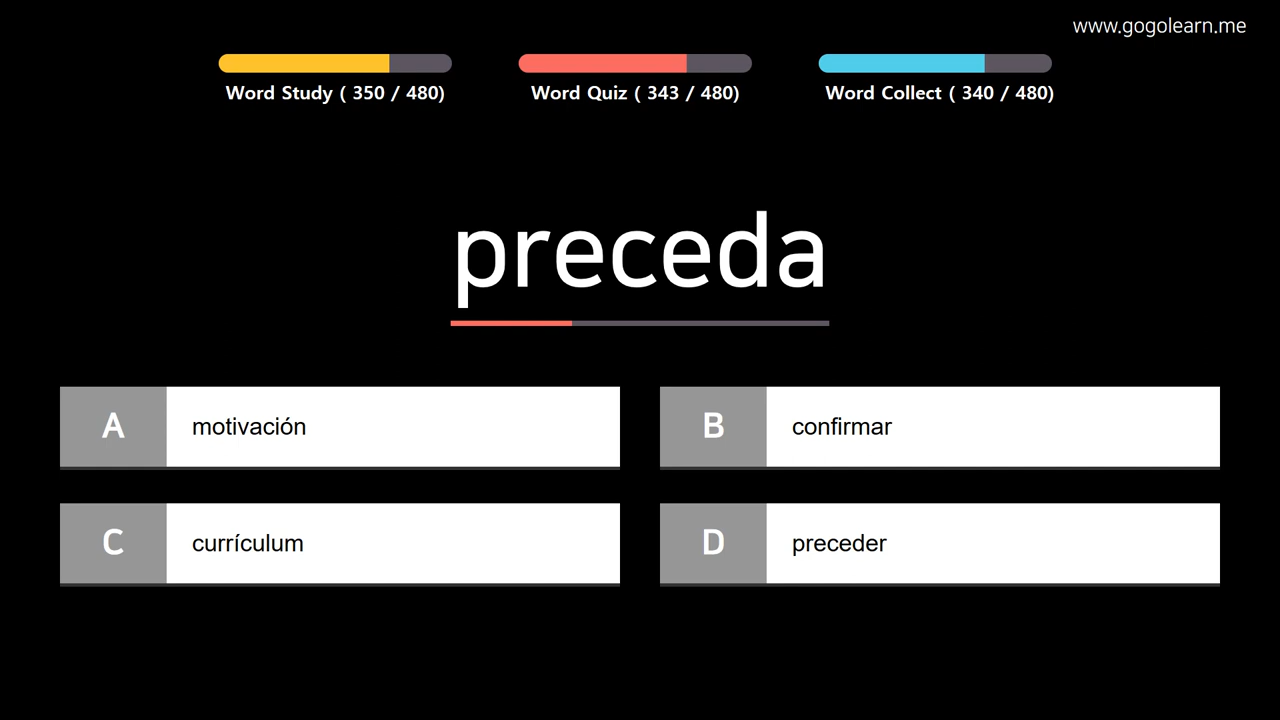 www.gogolearn.me
Word Study ( 350 / 480)
Word Quiz ( 343 / 480)
Word Collect ( 340 / 480)
preceda
A motivación
B confirmar
C currículum
D preceder